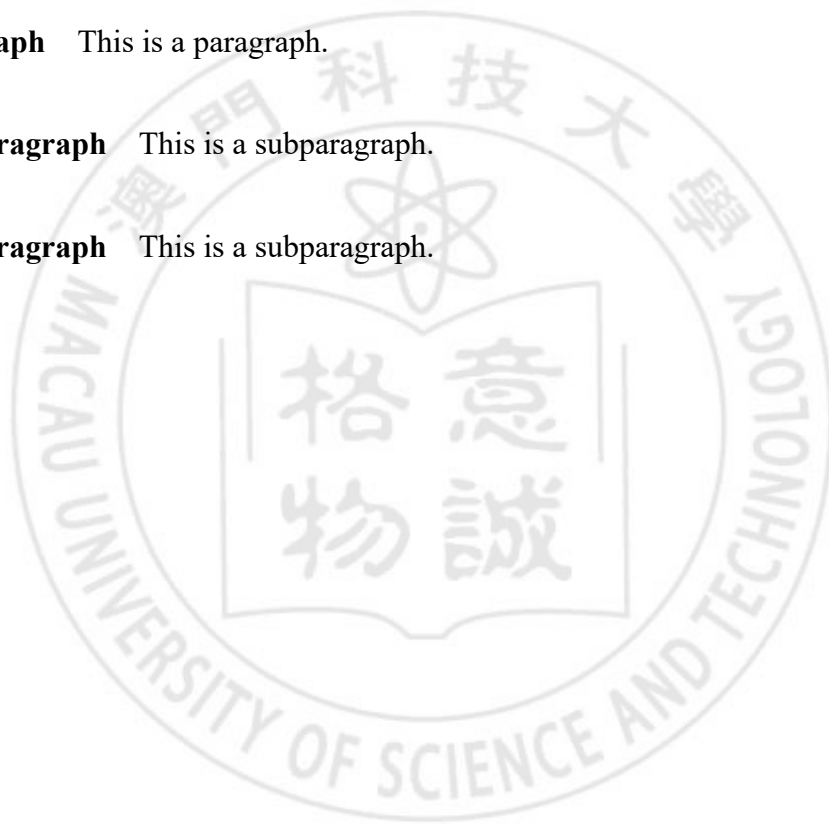 aph This is a paragraph.
ragraph This is a subparagraph.
ragraph This is a subparagraph.
澳門科技大學
格意
物誠
MACAU UNIVERSITY OF SCIENCE AND TECHNOLOGY